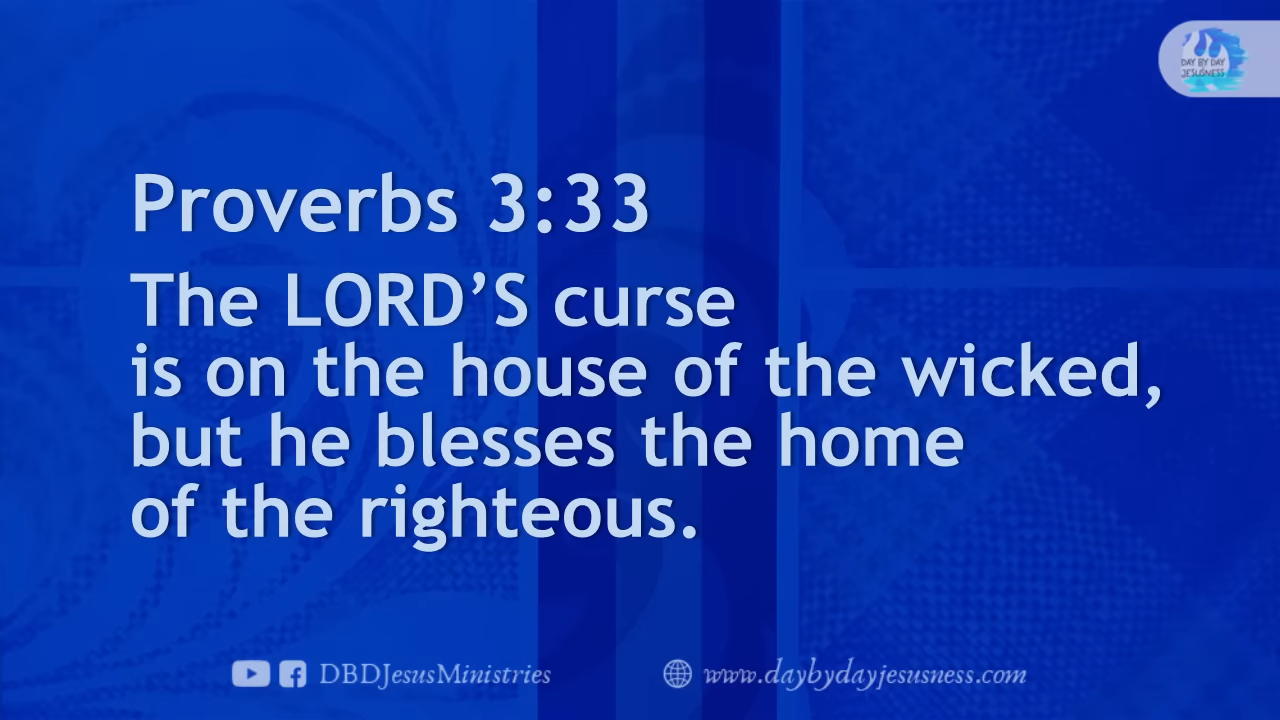 DAY BY DAY
JESUSNESS
Proverbs 3:33
The LORD’S curse
is on the house of the wicked,
but he blesses the home
of the righteous.
DBDJesusMinistries
www.daybydayjesusness.com